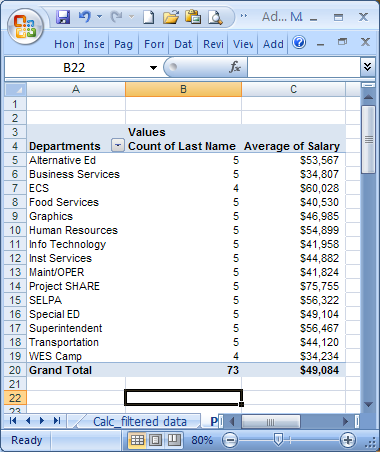 Ad...
Hon Inse Pag Forr Dat Revi Viev Add
B22 fx
A B C
1
2
3 Values
4 Departments Count of Last Name Average of Salary
5 Alternative Ed 5 $53,567
6 Business Services 5 $34,807
7 ECS 4 $60,028
8 Food Services 5 $40,530
9 Graphics 5 $46,985
10 Human Resources 5 $54,899
11 Info Technology 5 $41,958
12 Inst Services 5 $44,882
13 Maint/OPER 5 $41,824
14 Project SHARE 5 $75,755
15 SELPA 5 $56,322
16 Special ED 5 $49,104
17 Superintendent 5 $56,467
18 Transportation 5 $44,120
19 WES Camp 4 $34,234
20 Grand Total 73 $49,084
21
22
23
Calc_filtered data P
Ready 80%